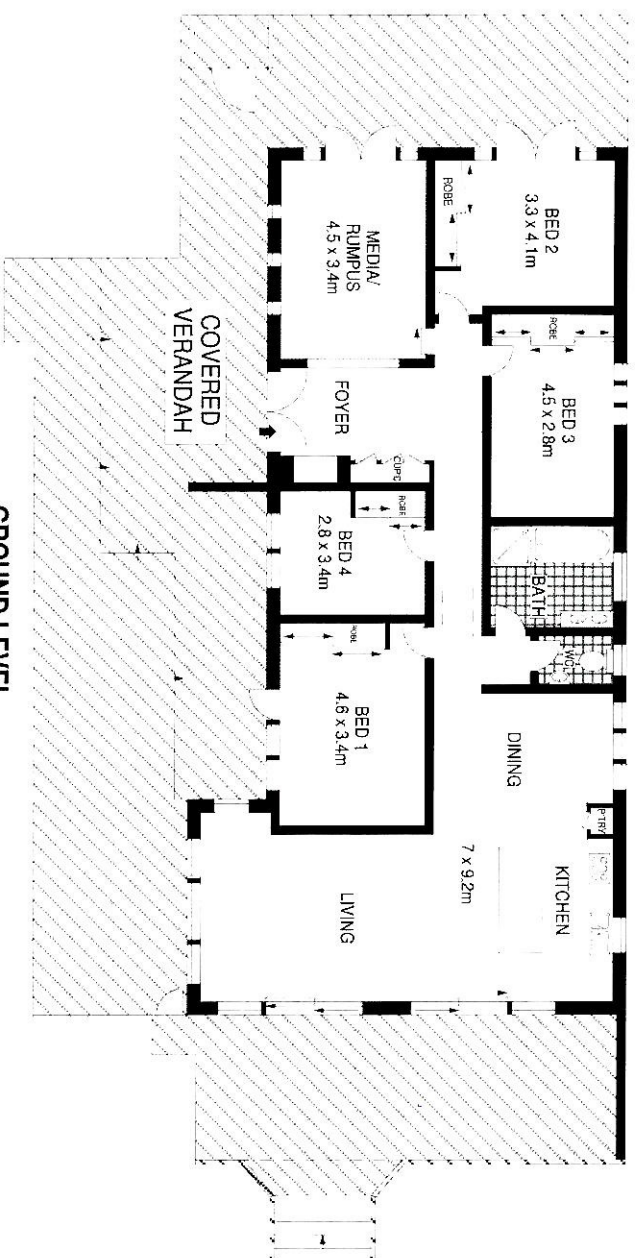 BED 2
3.3 x 4.1m
ROBE
MEDIA/
RUMPUS
4.5 x 3.4m
BED 3
4.5 x 2.8m
ROBE
FOYER
CUPD
COVERED
VERANDAH
BED 4
2.8 x 3.4m
ROBE
BATH
WC
BED 1
4.6 x 3.4m
ROBE
DINING
PTRY
KITCHEN
7 x 9.2m
LIVING
GROUND LEVEL